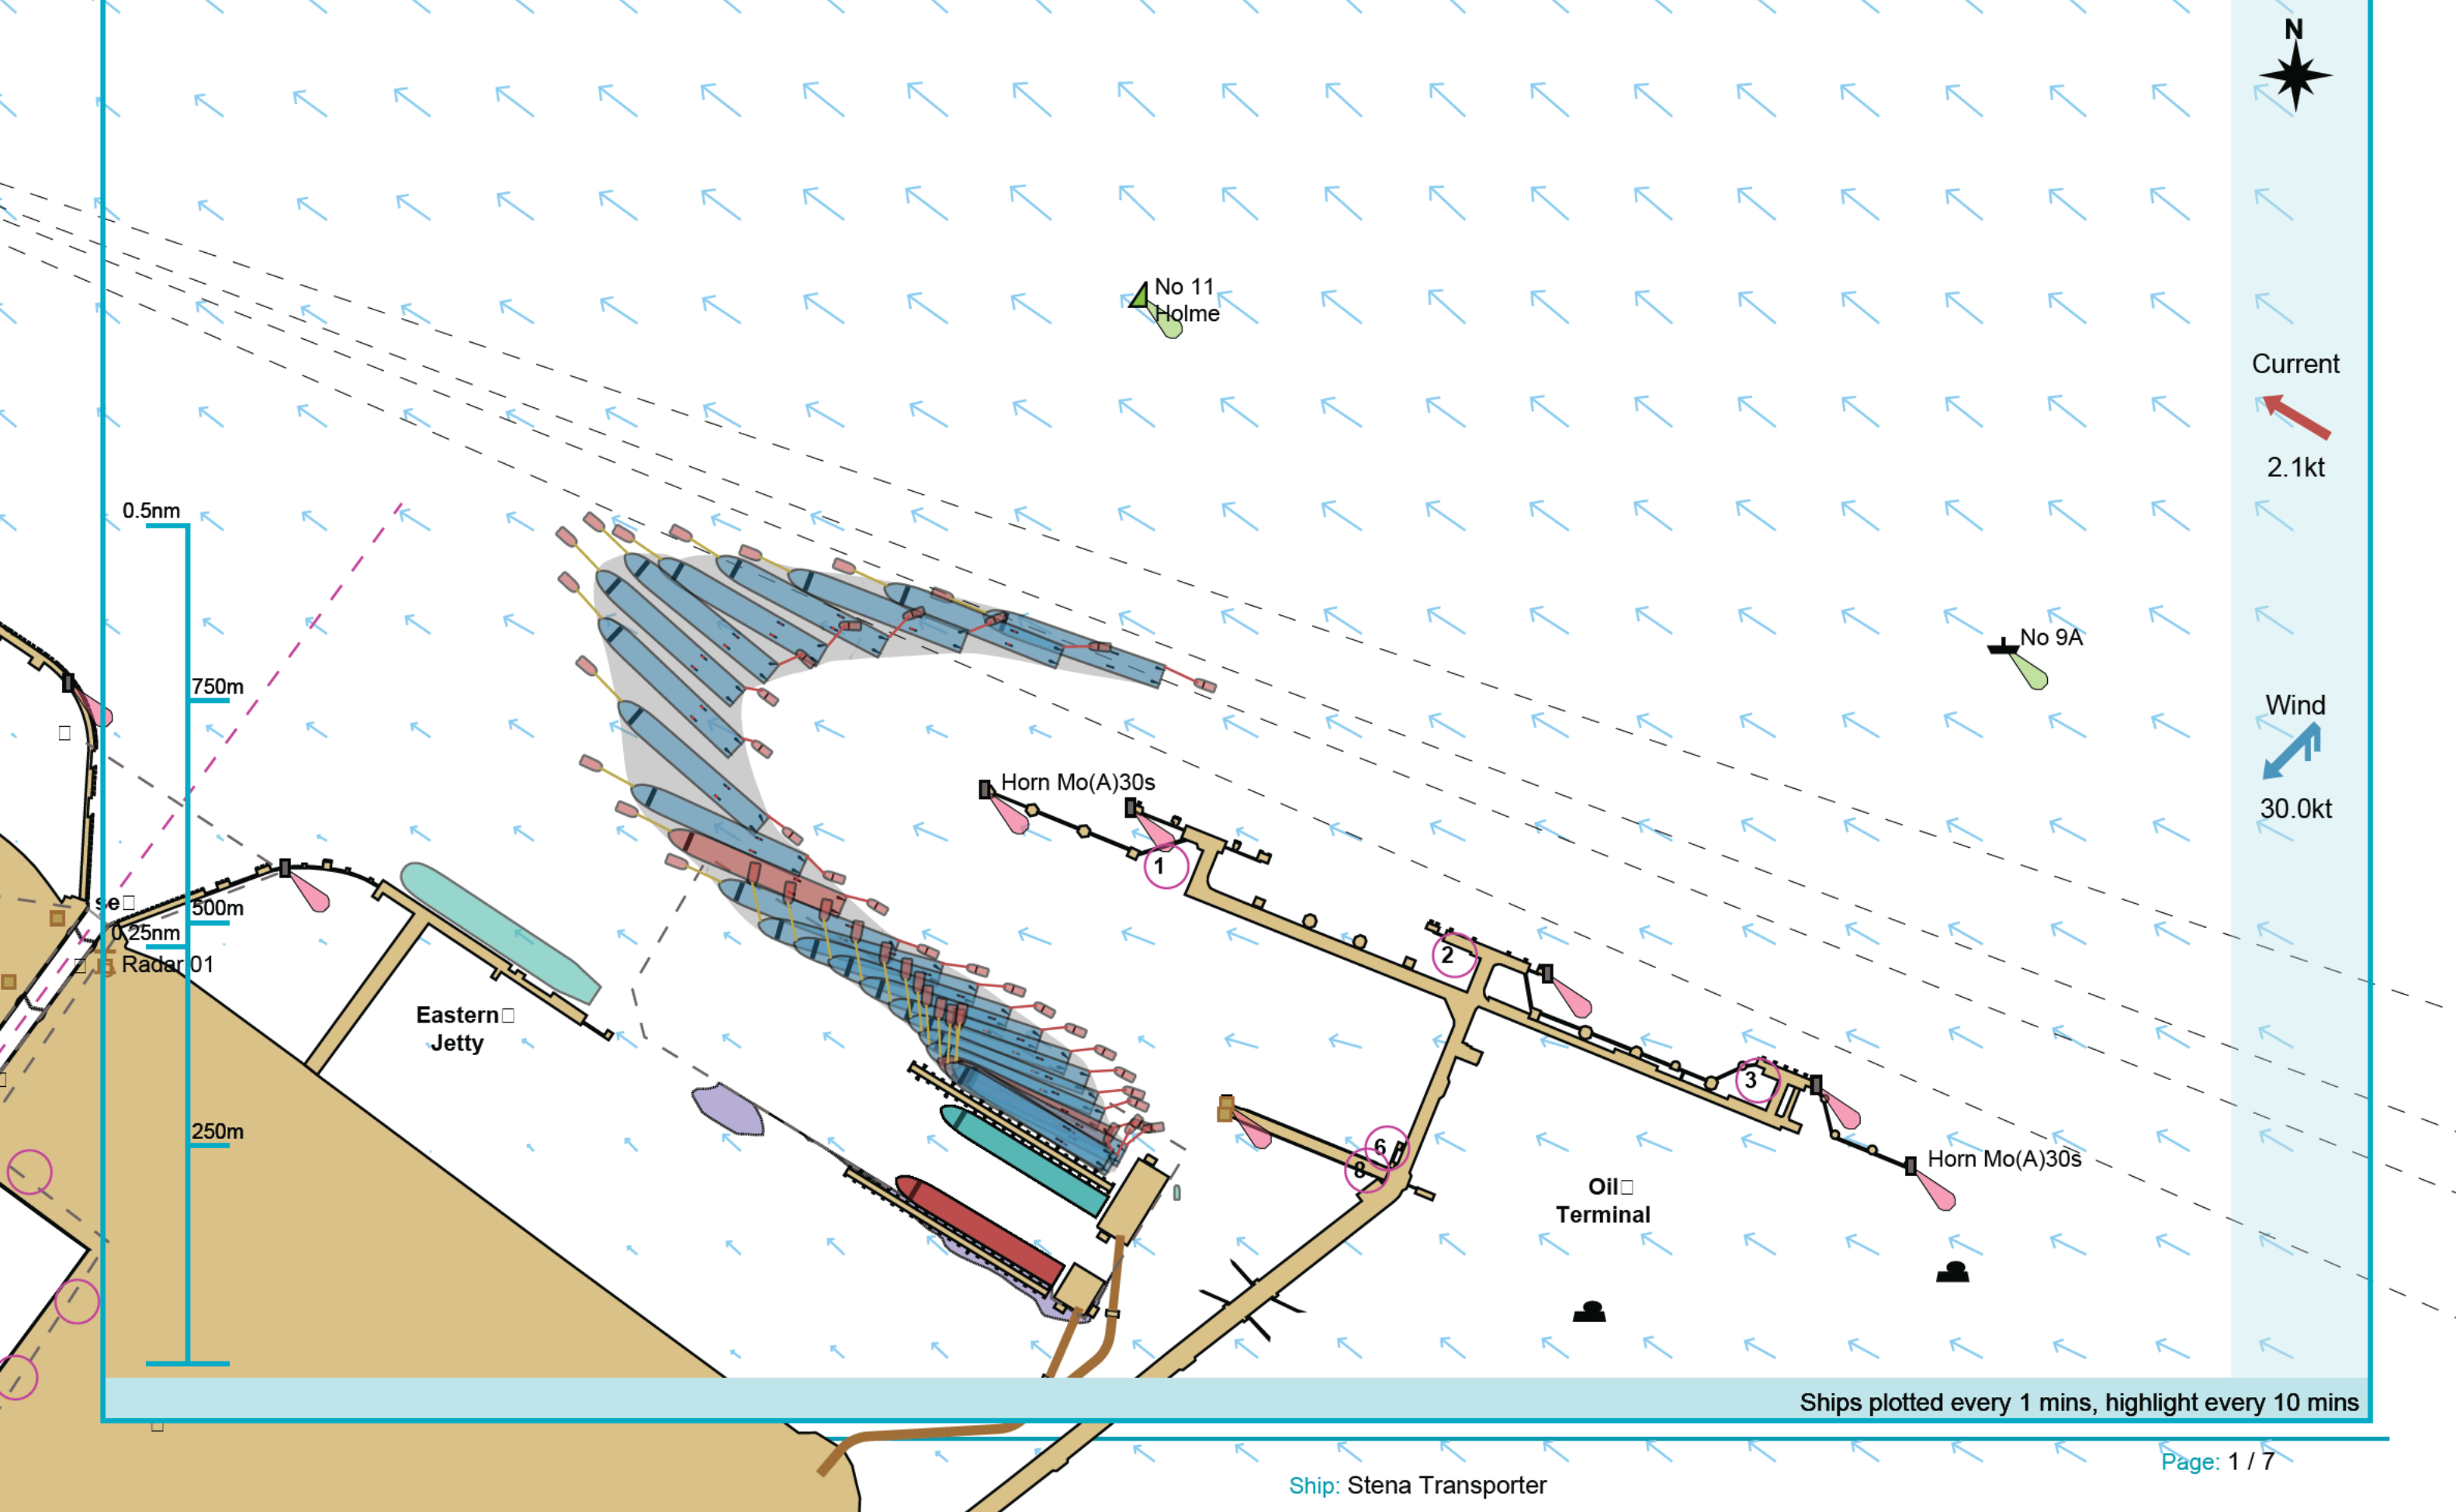 N
No 11
Holme
Current
2.1kt
0.5nm
No 9A
750m
Wind
Horn Mo(A)30s
30.0kt
1
se
500m
0.25nm
2
Radar 01
Eastern
Jetty
3
6
8
250m
Horn Mo(A)30s
Oil
Terminal
Ships plotted every 1 mins, highlight every 10 mins
Page: 1 / 7
Ship: Stena Transporter